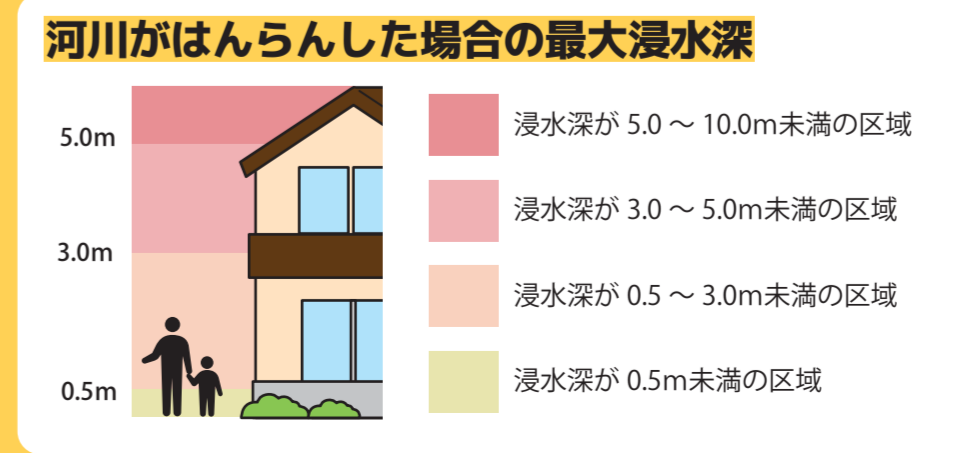 河川がはんらんした場合の最大浸水深
5.0m
3.0m
0.5m
浸水深が 5.0 ～ 10.0m未満の区域
浸水深が 3.0 ～ 5.0m未満の区域
浸水深が 0.5 ～ 3.0m未満の区域
浸水深が 0.5m未満の区域